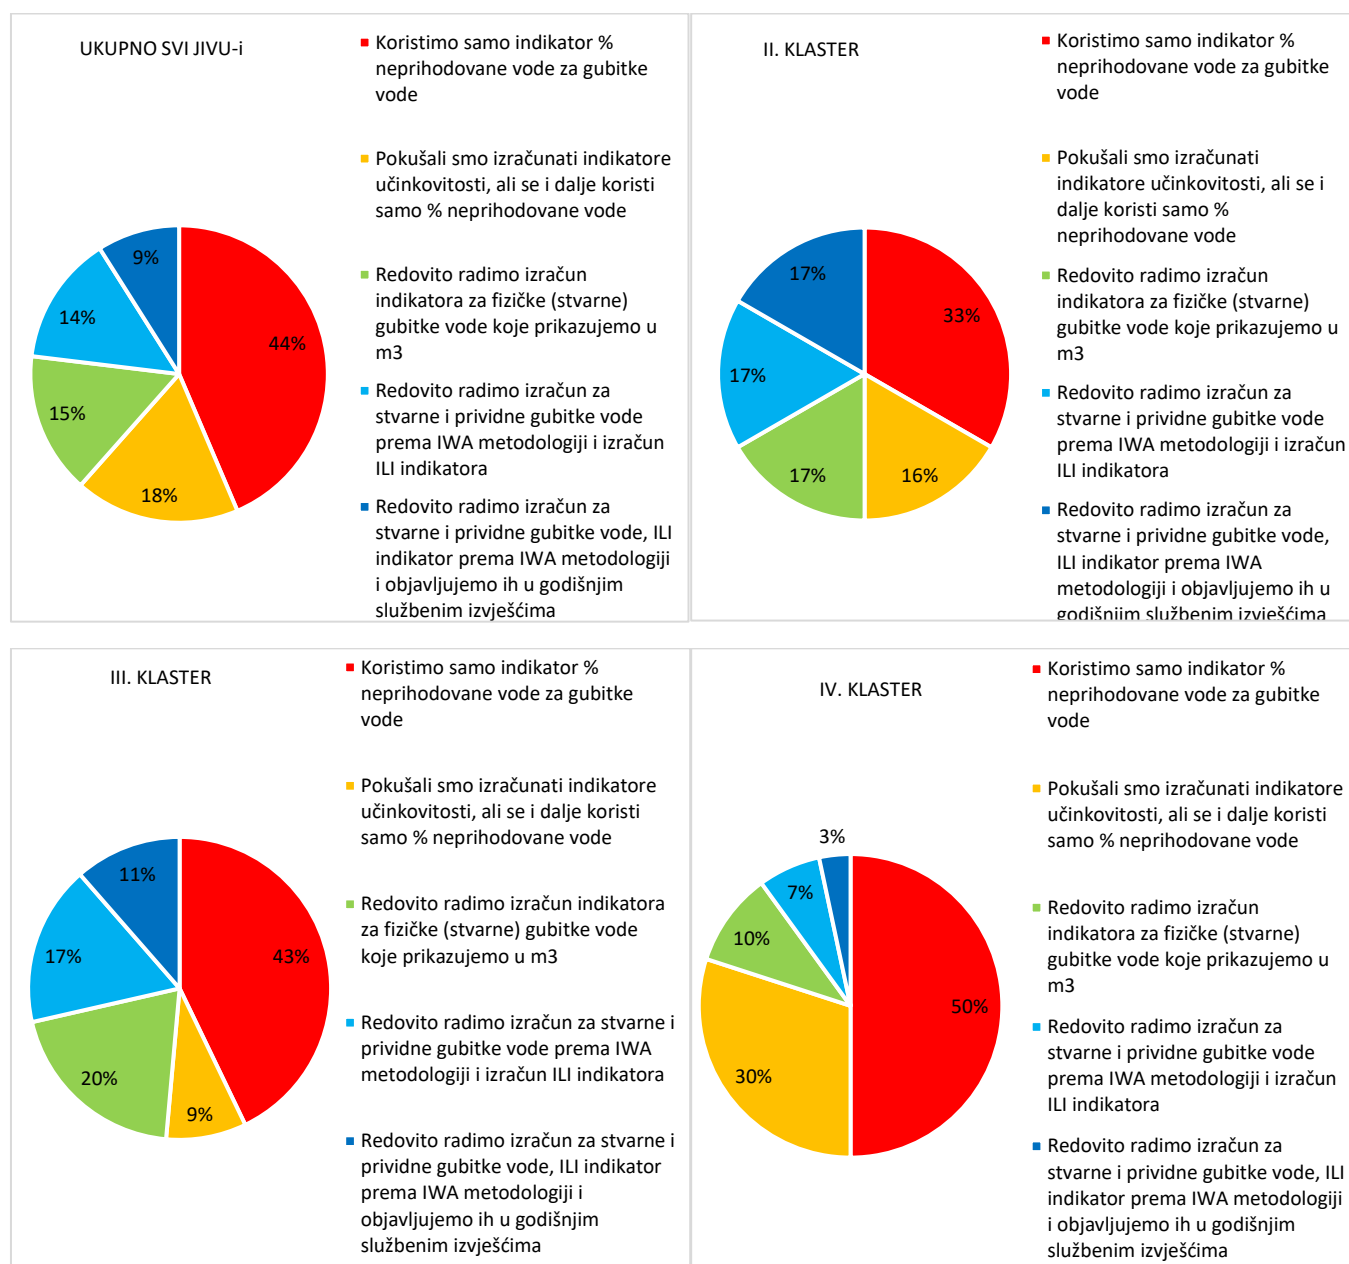 UKUPNO SVI JIVU-i
Koristimo samo indikator %
neprihodovane vode za gubitke
vode
Pokušali smo izračunati indikatore
učinkovitosti, ali se i dalje koristi
samo % neprihodovane vode
Redovito radimo izračun
indikatora za fizičke (stvarne)
gubitke vode koje prikazujemo u
m3
Redovito radimo izračun za
stvarne i prividne gubitke vode
prema IWA metodologiji i izračun
ILI indikatora
Redovito radimo izračun za
stvarne i prividne gubitke vode, ILI
indikator prema IWA metodologiji
i objavljujemo ih u godišnjim
službenim izvješćima
9%
14%
44%
15%
18%
II. KLASTER
Koristimo samo indikator %
neprihodovane vode za gubitke
vode
Pokušali smo izračunati
indikatore učinkovitosti, ali se i
dalje koristi samo %
neprihodovane vode
Redovito radimo izračun
indikatora za fizičke (stvarne)
gubitke vode koje prikazujemo u
m3
Redovito radimo izračun za
stvarne i prividne gubitke vode
prema IWA metodologiji i izračun
ILI indikatora
Redovito radimo izračun za
stvarne i prividne gubitke vode,
ILI indikator prema IWA
metodologiji i objavljujemo ih u
godišnjim službenim izvješćima
17%
33%
17%
17%
16%
III. KLASTER
Koristimo samo indikator %
neprihodovane vode za gubitke
vode
Pokušali smo izračunati indikatore
učinkovitosti, ali se i dalje koristi
samo % neprihodovane vode
Redovito radimo izračun indikatora
za fizičke (stvarne) gubitke vode
koje prikazujemo u m3
Redovito radimo izračun za stvarne i
prividne gubitke vode prema IWA
metodologiji i izračun ILI indikatora
Redovito radimo izračun za stvarne i
prividne gubitke vode, ILI indikator
prema IWA metodologiji i
objavljujemo ih u godišnjim
službenim izvješćima
11%
17%
43%
20%
9%
IV. KLASTER
Koristimo samo indikator %
neprihodovane vode za gubitke
vode
Pokušali smo izračunati indikatore
učinkovitosti, ali se i dalje koristi
samo % neprihodovane vode
Redovito radimo izračun
indikatora za fizičke (stvarne)
gubitke vode koje prikazujemo u
m3
Redovito radimo izračun za
stvarne i prividne gubitke vode
prema IWA metodologiji i izračun
ILI indikatora
Redovito radimo izračun za
stvarne i prividne gubitke vode, ILI
indikator prema IWA metodologiji
i objavljujemo ih u godišnjim
službenim izvješćima
3%
7%
10%
50%
30%